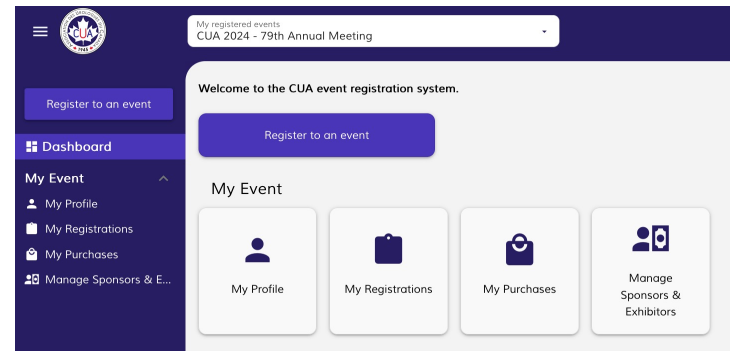 CUA
1945
My registered events
CUA 2024 - 79th Annual Meeting
Register to an event
Dashboard
My Event
My Profile
My Registrations
My Purchases
Manage Sponsors & E...
Welcome to the CUA event registration system.
Register to an event
My Event
My Profile
My Registrations
My Purchases
Manage
Sponsors &
Exhibitors